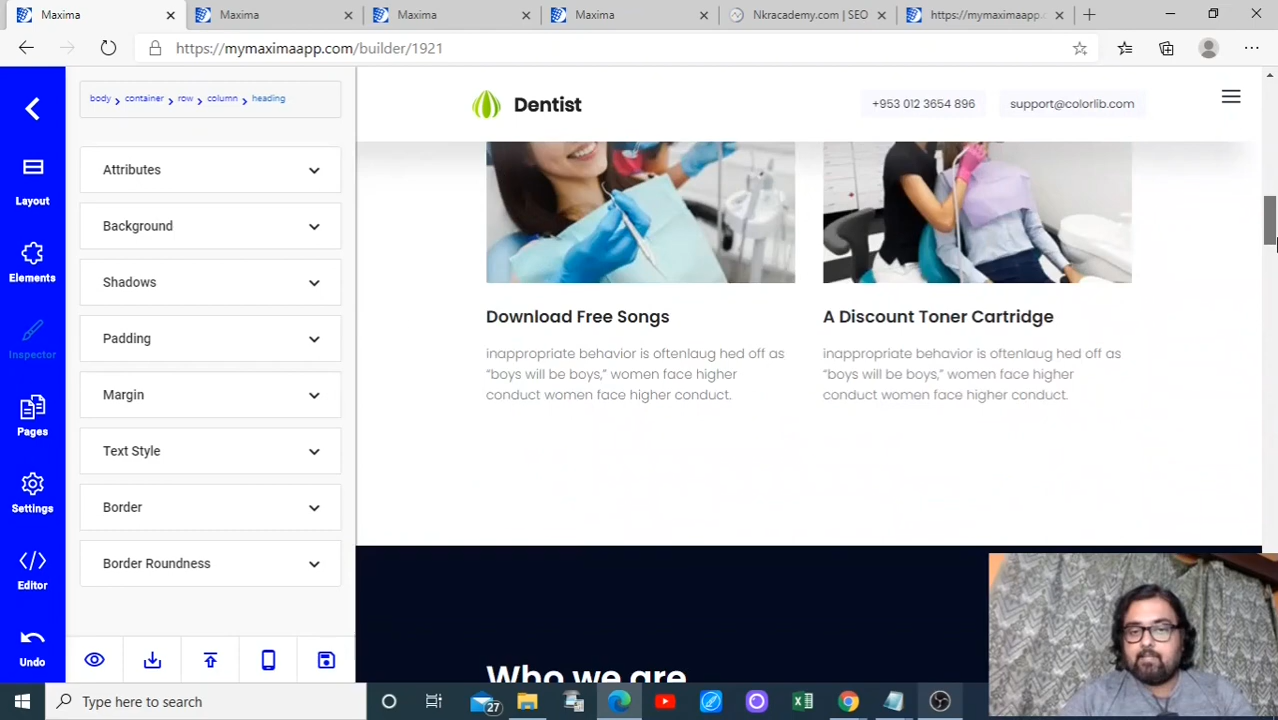 Maxima
Maxima
Maxima
Maxima
Nkracademy.com | SEO
https://mymaximaapp.c
https://mymaximaapp.com/builder/1921
body > container > row > column > heading
Layout
Elements
Inspector
Pages
Settings
Editor
Undo
Attributes
Background
Shadows
Padding
Margin
Text Style
Border
Border Roundness
Dentist
+953 012 3654 896
support@colorlib.com
Download Free Songs
inappropriate behavior is oftenlaug hed off as
“boys will be boys,” women face higher
conduct women face higher conduct.
A Discount Toner Cartridge
inappropriate behavior is oftenlaug hed off as
“boys will be boys,” women face higher
conduct women face higher conduct.
Who we are
Type here to search
27